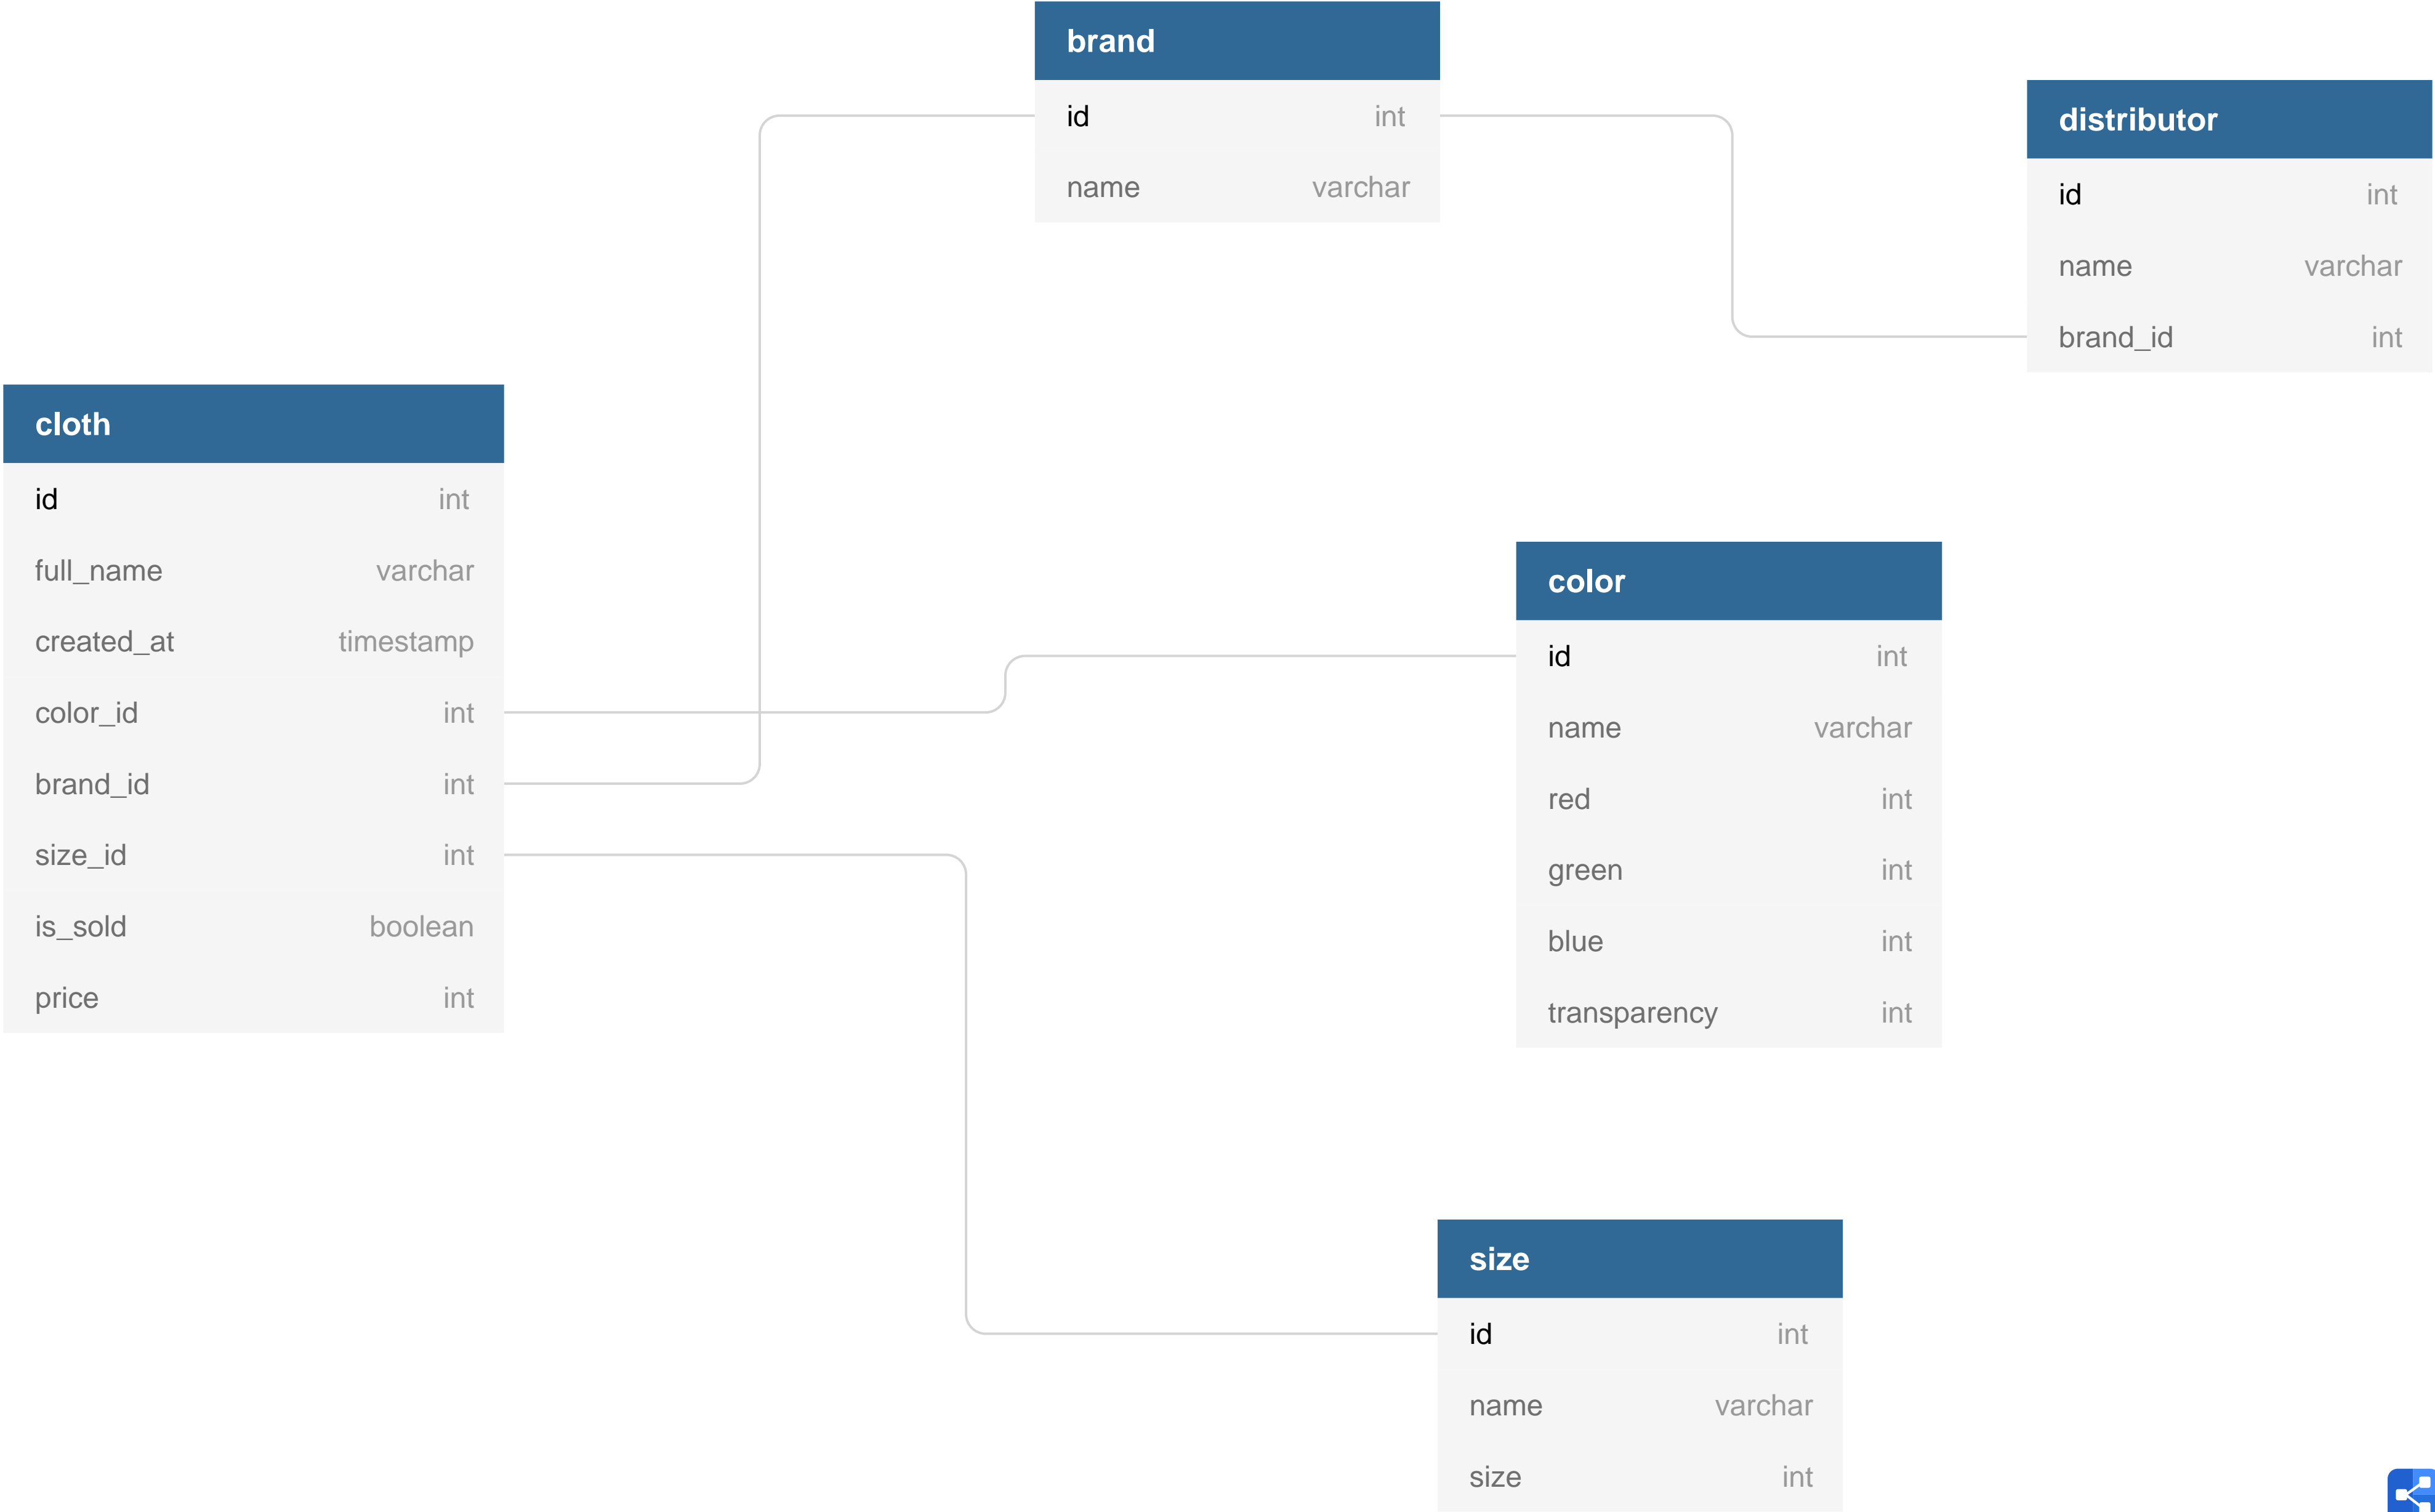 brand
id int
name varchar
distributor
id int
name varchar
brand_id int
cloth
id int
full_name varchar
created_at timestamp
color_id int
brand_id int
size_id int
is_sold boolean
price int
color
id int
name varchar
red int
green int
blue int
transparency int
size
id int
name varchar
size int